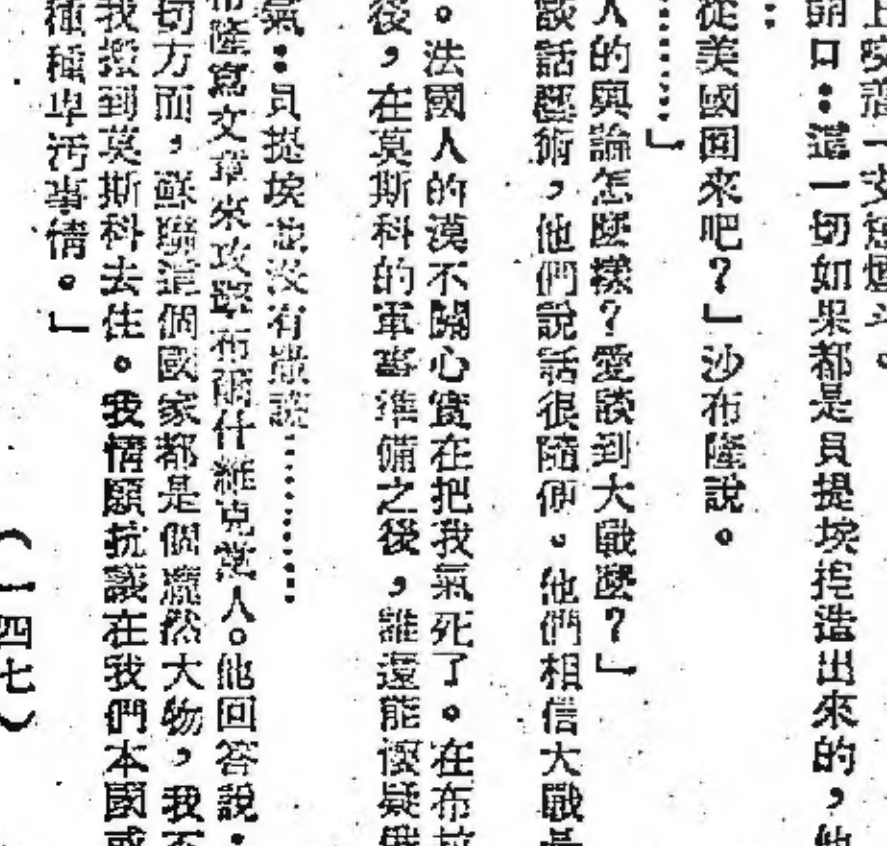 上咬着一支煙斗。
開口：這一切如果都是貝提埃捏造出來的，他
：
從美國回來吧？」沙布隆說。
………」
人的輿論怎麼樣？愛談到大戰麼？」
談話藝術，他們說話很隨便。他們相信大戰是
。法國人的漠不關心實在把我氣死了。在布拉
後，在莫斯科的軍事準備之後，誰還能懷疑俄
氣：貝提埃並沒有撒謊………
布隆寫文章來攻擊布爾什維克黨人。他回答說：
切方面，蘇聯這個國家都是個龐然大物，我不
我搬到莫斯科去住。我情願抗議在我們本國或
種種卑污事情。」
（一四七）